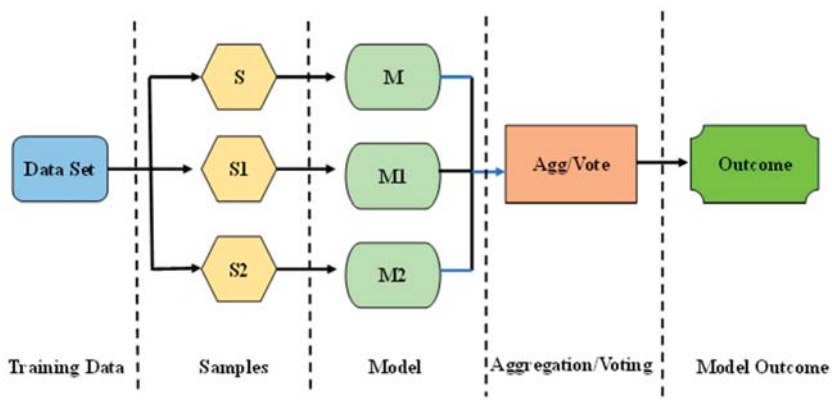 S
M
Data Set
S1
M1
Agg/Vote
Outcome
S2
M2
Training Data
Samples
Model
Aggregation/Voting
Model Outcome